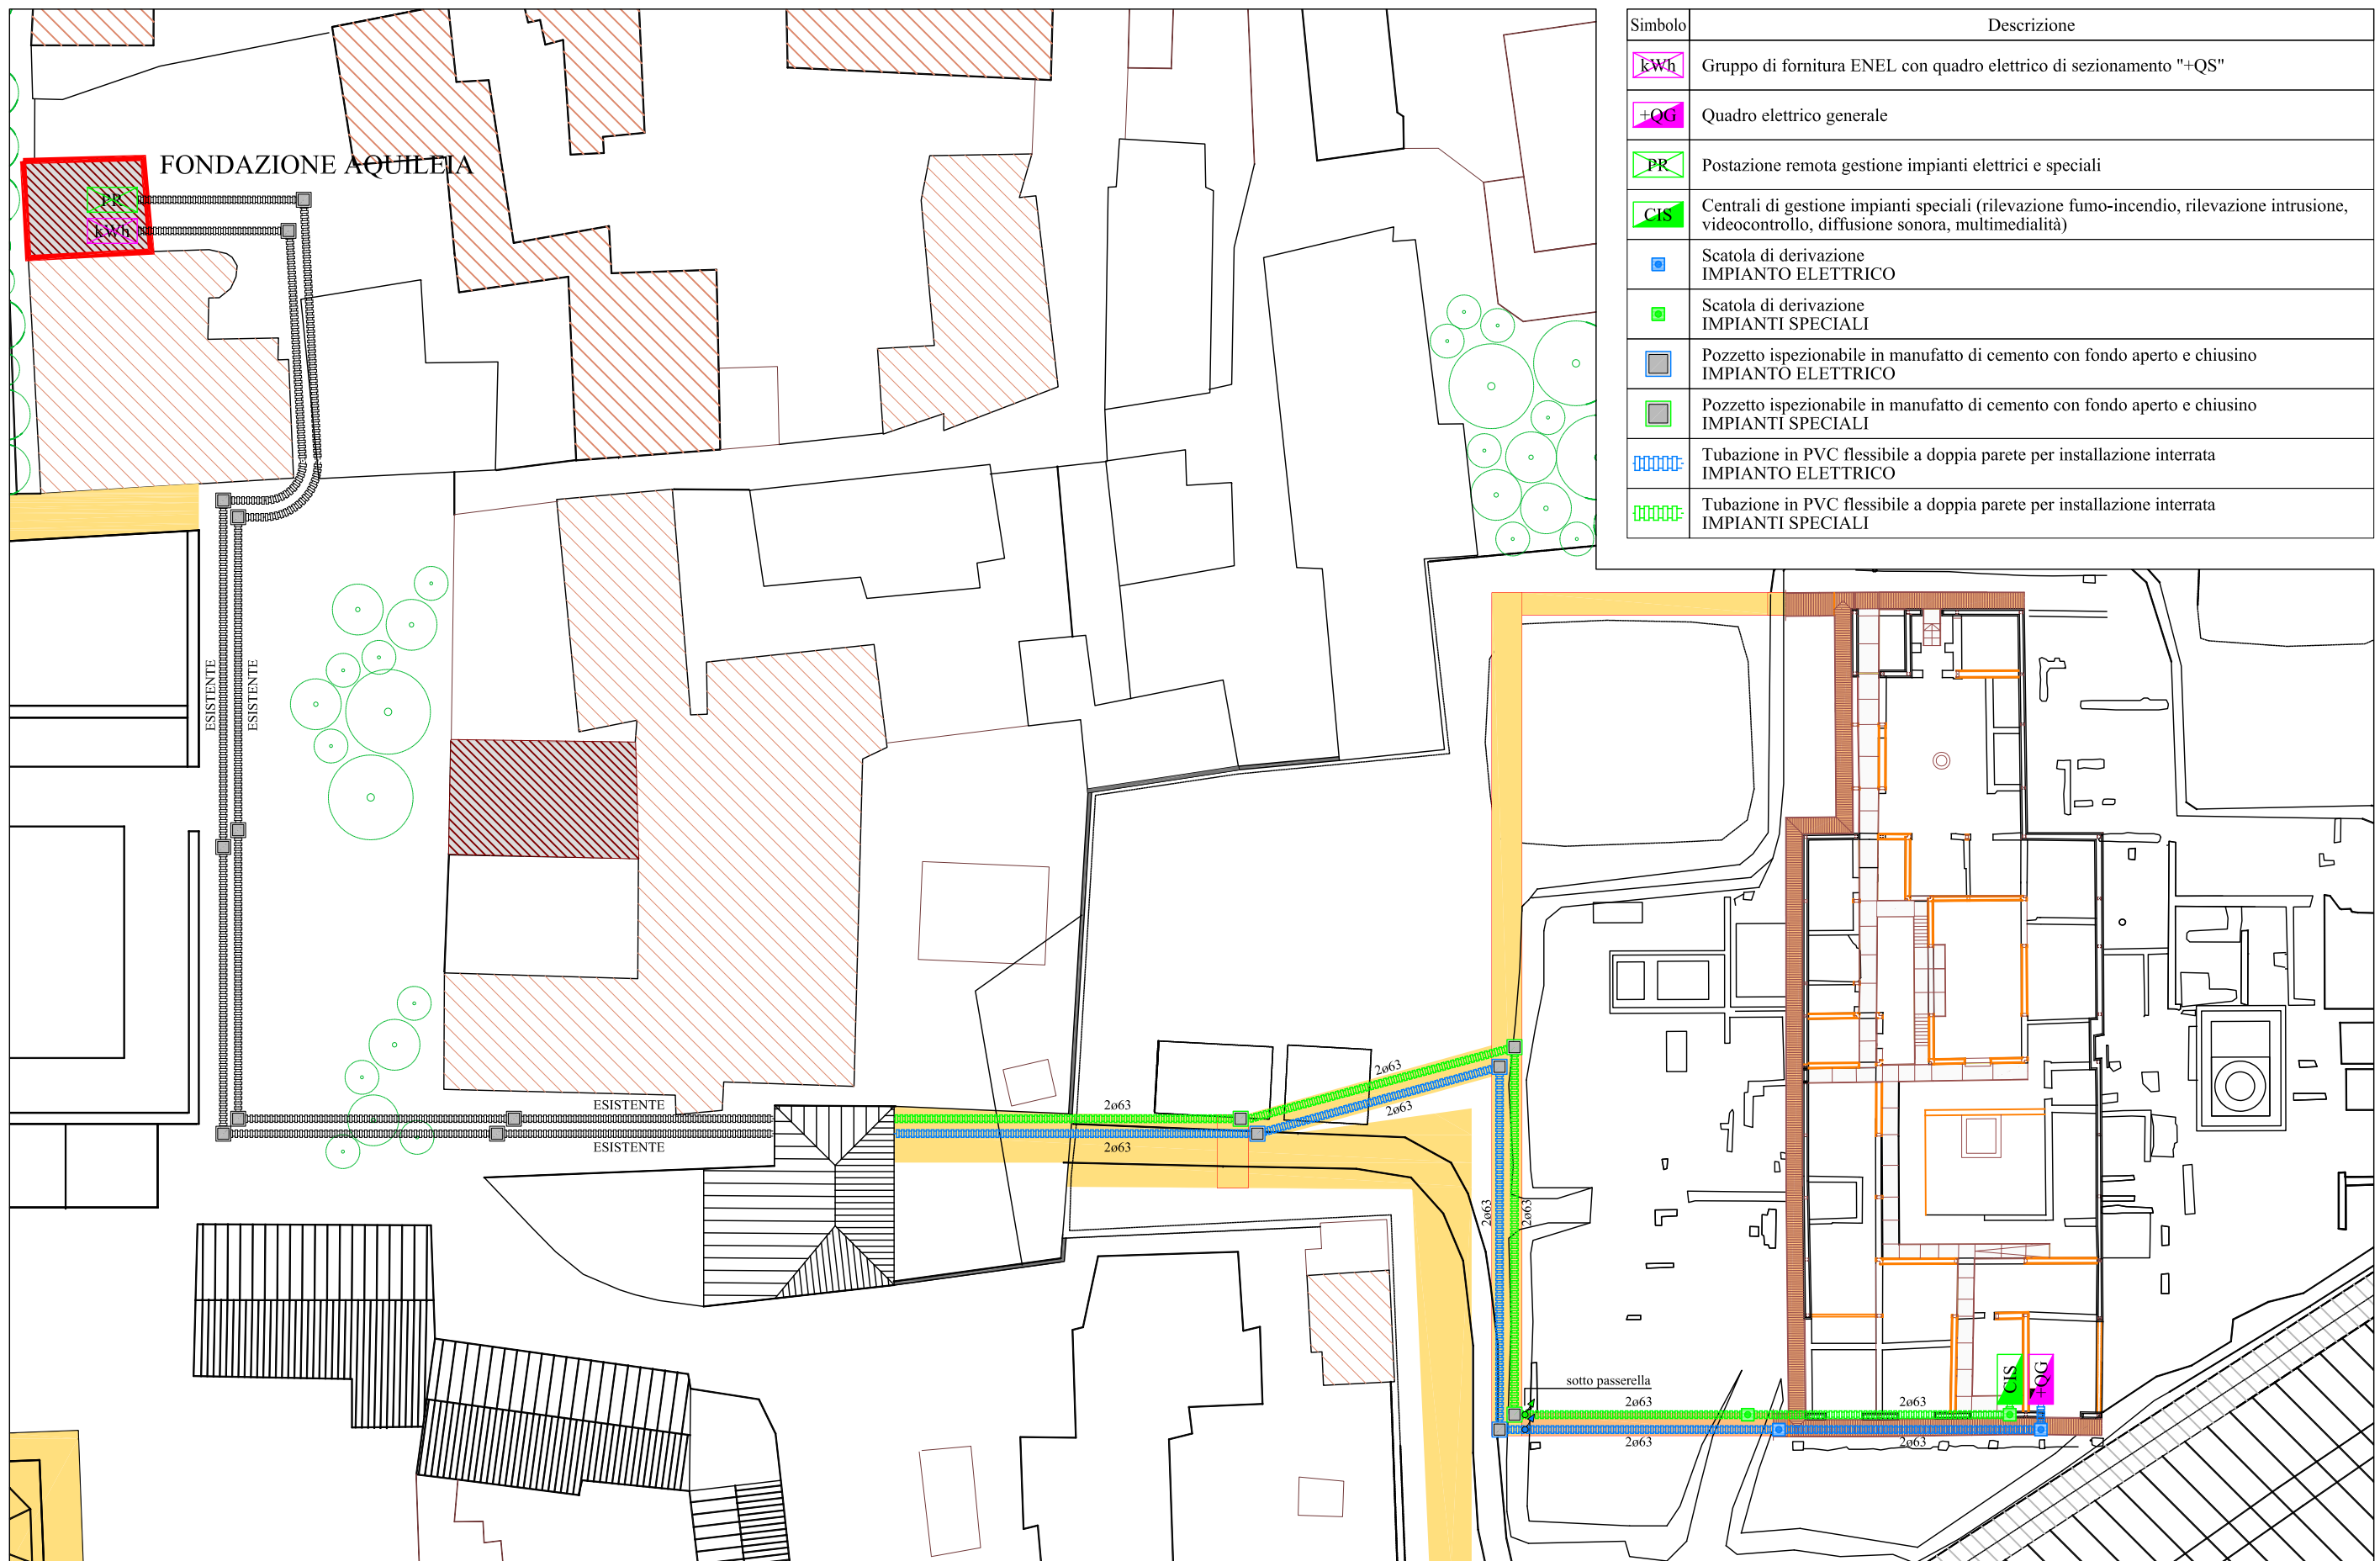 Simbolo Descrizione
kWh Gruppo di fornitura ENEL con quadro elettrico di sezionamento "+QS"
+QG Quadro elettrico generale
PR Postazione remota gestione impianti elettrici e speciali
CIS Centrali di gestione impianti speciali (rilevazione fumo-incendio, rilevazione intrusione,
videocontrollo, diffusione sonora, multimedialità)
Scatola di derivazione
IMPIANTO ELETTRICO
Scatola di derivazione
IMPIANTI SPECIALI
Pozzetto ispezionabile in manufatto di cemento con fondo aperto e chiusino
IMPIANTO ELETTRICO
Pozzetto ispezionabile in manufatto di cemento con fondo aperto e chiusino
IMPIANTI SPECIALI
Tubazione in PVC flessibile a doppia parete per installazione interrata
IMPIANTO ELETTRICO
Tubazione in PVC flessibile a doppia parete per installazione interrata
IMPIANTI SPECIALI
FONDAZIONE AQUILEIA
PR
kWh
ESISTENTE
ESISTENTE
ESISTENTE
ESISTENTE
2ø63
2ø63
2ø63
2ø63
2ø63
2ø63
sotto passerella
2ø63
2ø63
2ø63
2ø63
CIS
+QG